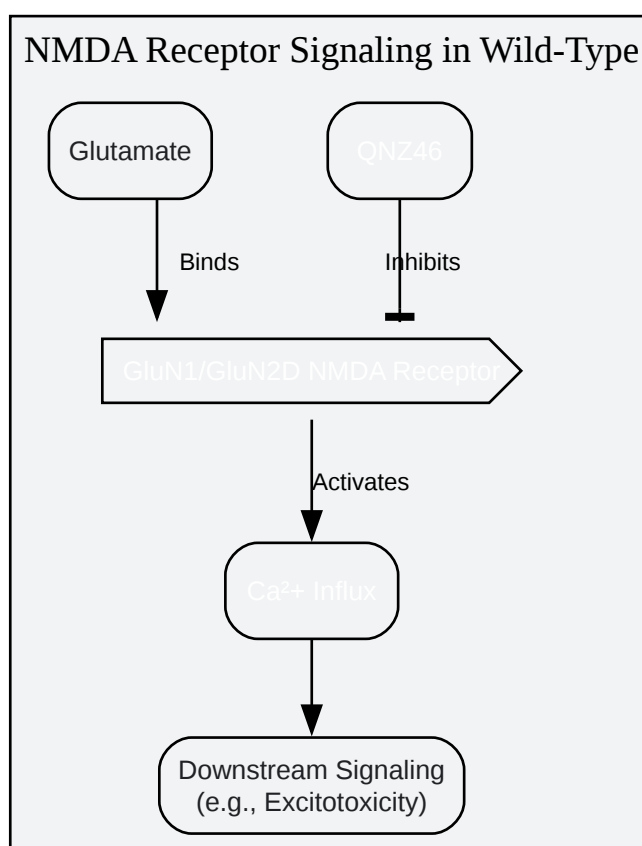 NMDA Receptor Signaling in Wild-Type
Glutamate
QNZ46
Binds
Inhibits
GluN1/GluN2D NMDA Receptor
Activates
Ca²+ Influx
Downstream Signaling
(e.g., Excitotoxicity)